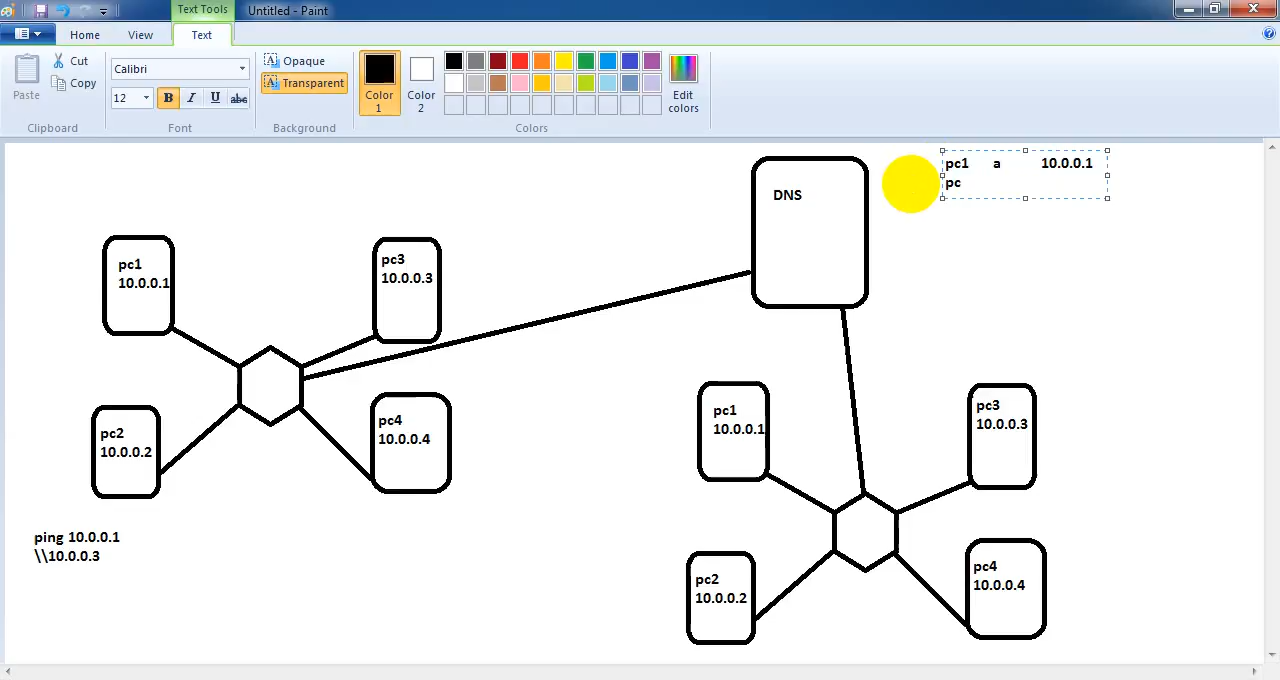 Text Tools
Untitled - Paint
Home View Text
Paste
Cut
Copy
Clipboard
Calibri
12 B I U abc
Font
Opaque
Transparent
Background
Color 1
Color 2
Edit colors
Colors
pc1 a 10.0.0.1
pc
DNS
pc1
10.0.0.1
pc3
10.0.0.3
pc2
10.0.0.2
pc4
10.0.0.4
pc1
10.0.0.1
pc3
10.0.0.3
pc2
10.0.0.2
pc4
10.0.0.4
ping 10.0.0.1
\\10.0.0.3